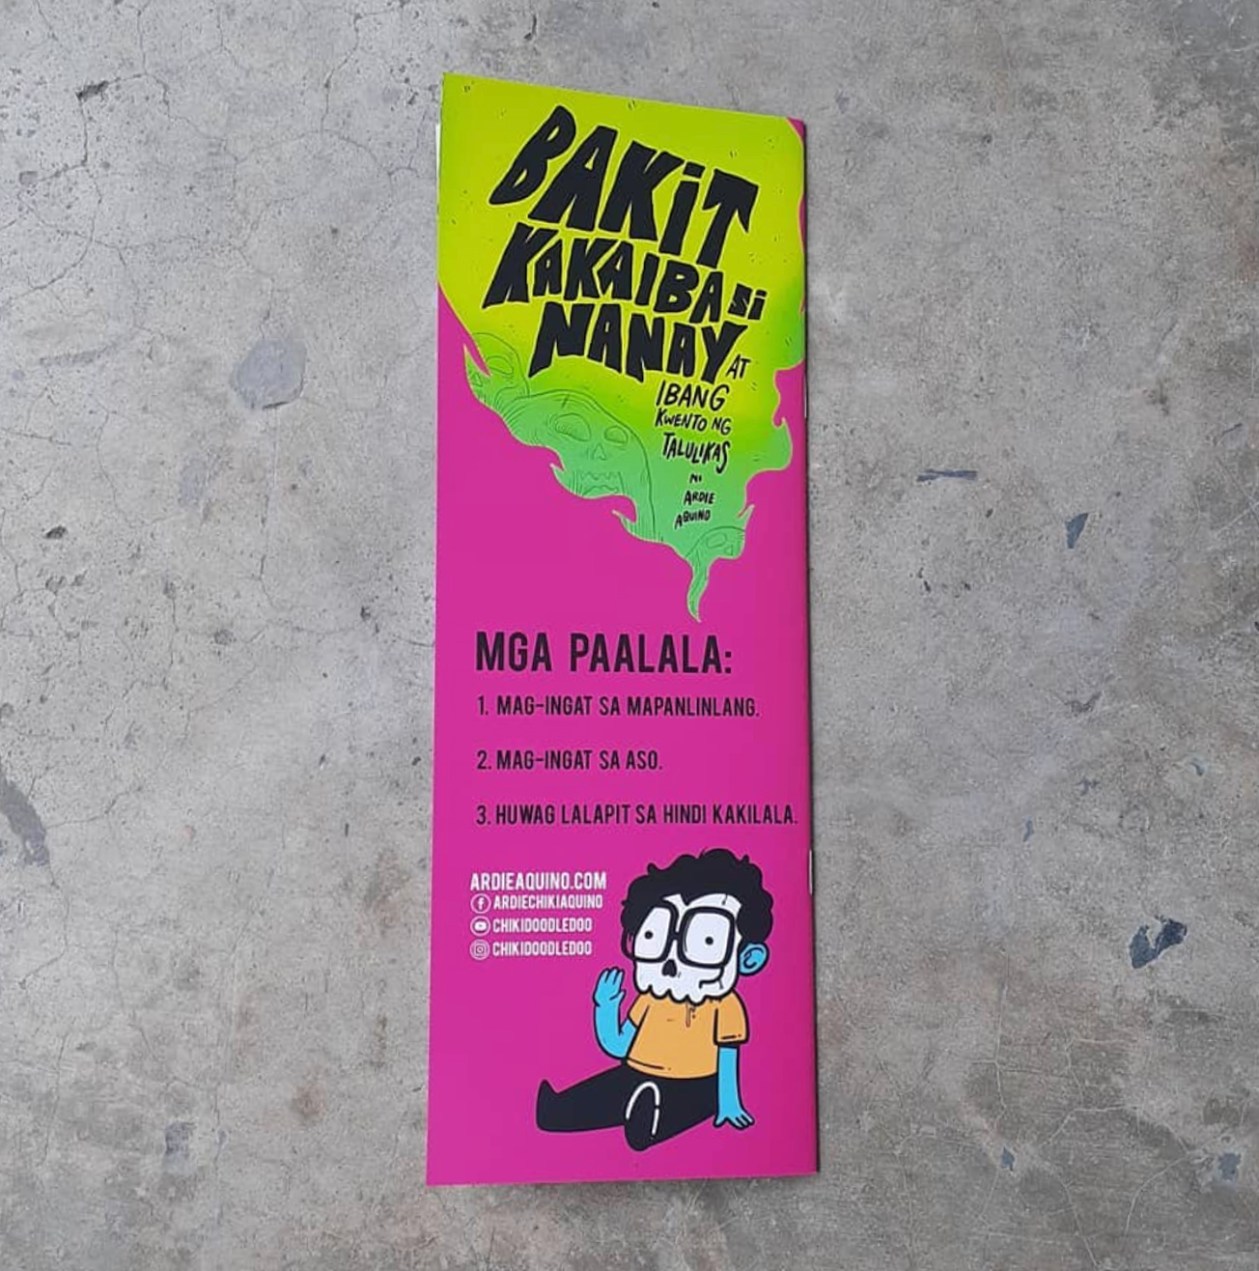 BAKiT
KAKAIBA si
NANAY AT
IBANG
KWENTO NG
TALULIKAS
Ni
ARDIE
AQUINO
MGA PAALALA:
1. MAG-INGAT SA MAPANLINLANG.
2. MAG-INGAT SA ASO.
3. HUWAG LALAPIT SA HINDI KAKILALA.
ARDIEAQUINO.COM
ARDIECHIKIAQUINO
CHIKIDOODLEDOO
CHIKIDOODLEDOO